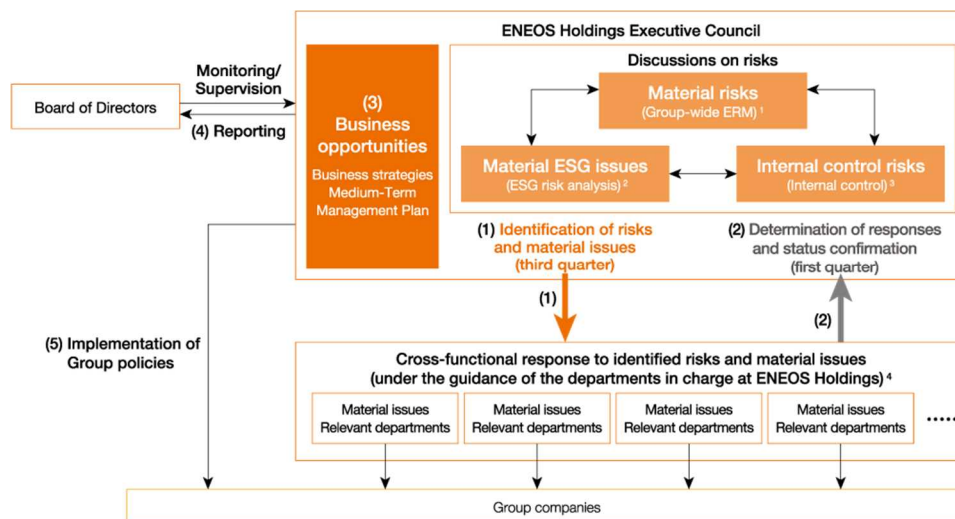 ENEOS Holdings Executive Council
Board of Directors
Monitoring/
Supervision
(4) Reporting
(3)
Business
opportunities
Business strategies
Medium-Term
Management Plan
Discussions on risks
Material risks
(Group-wide ERM) 1
Material ESG issues
(ESG risk analysis) 2
Internal control risks
(Internal control) 3
(1) Identification of risks
and material issues
(third quarter)
(2) Determination of responses
and status confirmation
(first quarter)
(1)
(2)
(5) Implementation of
Group policies
Cross-functional response to identified risks and material issues
(under the guidance of the departments in charge at ENEOS Holdings) 4
Material issues
Relevant departments
Material issues
Relevant departments
Material issues
Relevant departments
Material issues
Relevant departments
.....
Group companies